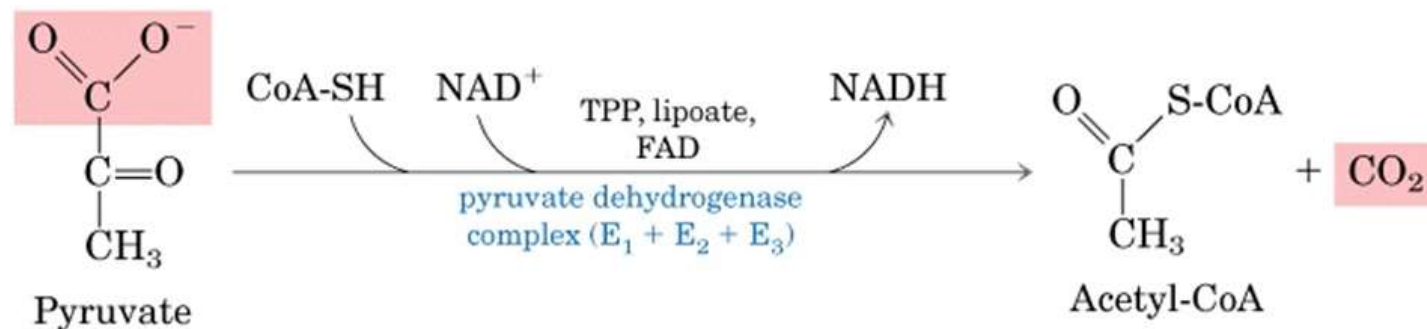 O O⁻
C
C=O
CH₃
Pyruvate
CoA-SH NAD⁺
TPP, lipoate,
FAD
NADH
pyruvate dehydrogenase
complex (E₁ + E₂ + E₃)
O S-CoA
C
CH₃
Acetyl-CoA
+ CO₂